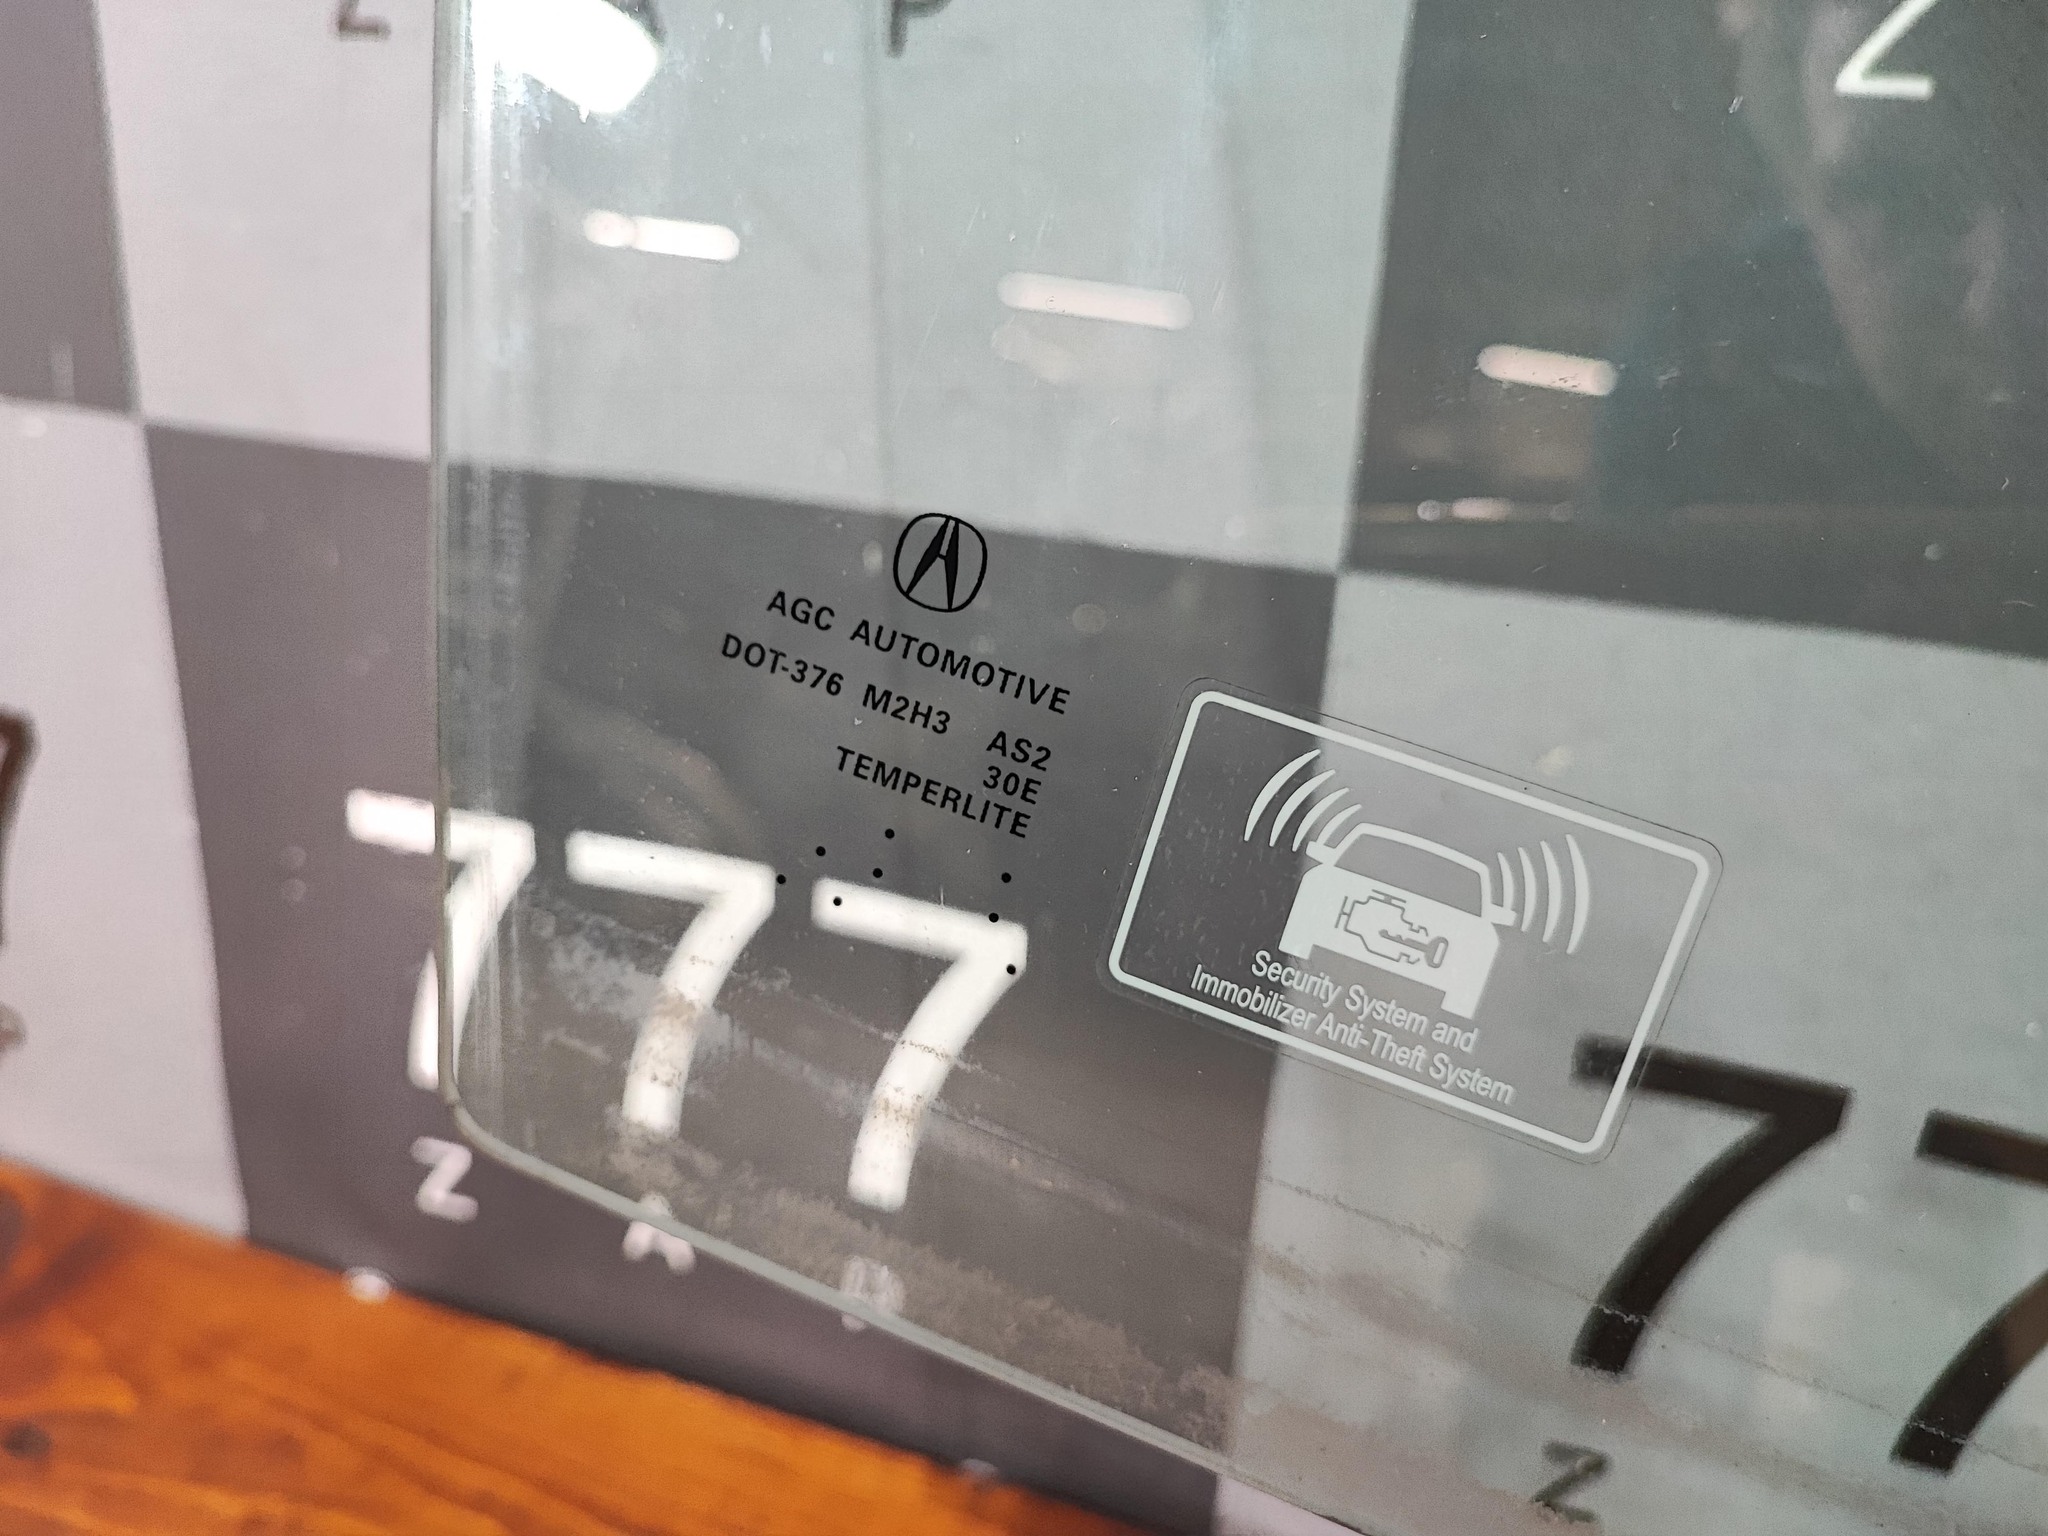 Z A P
Z
AGC AUTOMOTIVE
DOT-376 M2H3 AS2
30E
TEMPERLITE
Security System and
Immobilizer Anti-Theft System
777
77
Z A P
Z